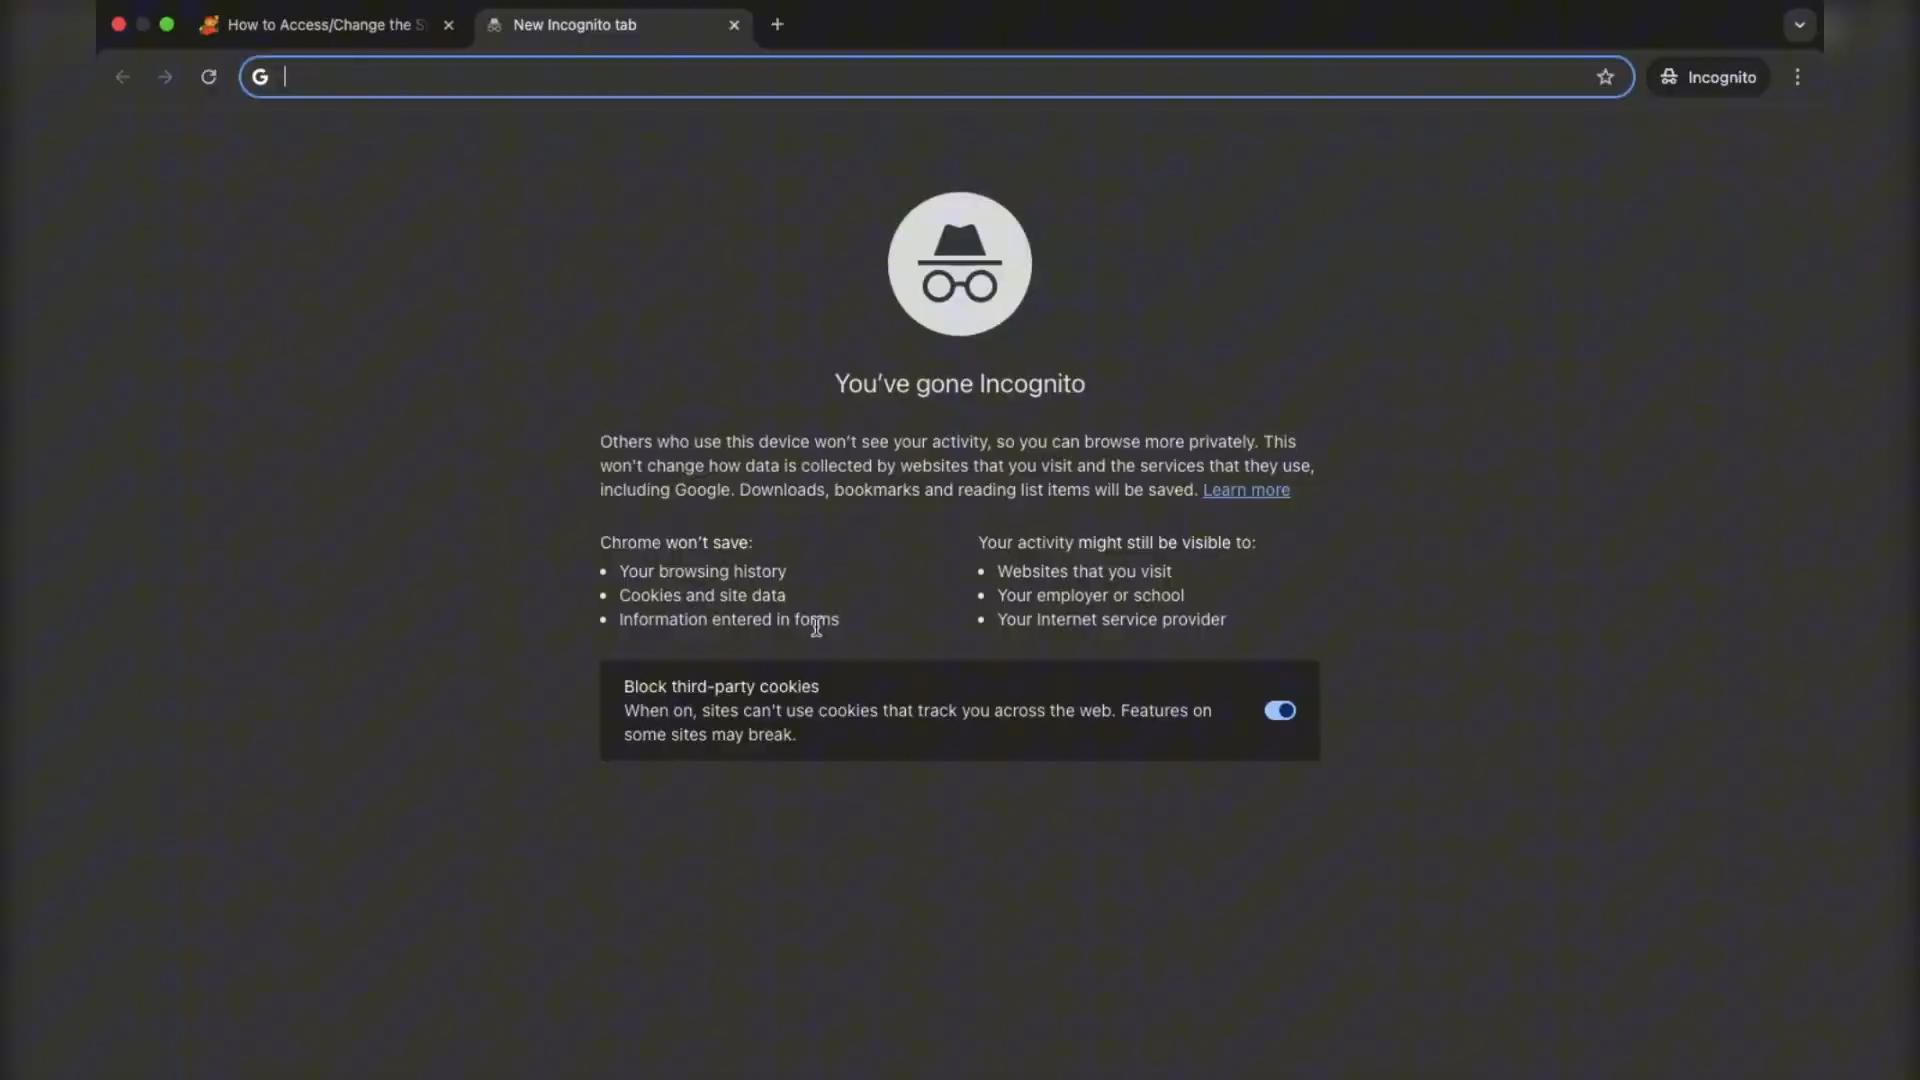 How to Access/Change the S
New Incognito tab
G
Incognito
You've gone Incognito
Others who use this device won't see your activity, so you can browse more privately. This
won't change how data is collected by websites that you visit and the services that they use,
including Google. Downloads, bookmarks and reading list items will be saved. Learn more
Chrome won't save:
Your browsing history
Cookies and site data
Information entered in forms
Your activity might still be visible to:
Websites that you visit
Your employer or school
Your Internet service provider
Block third-party cookies
When on, sites can't use cookies that track you across the web. Features on
some sites may break.